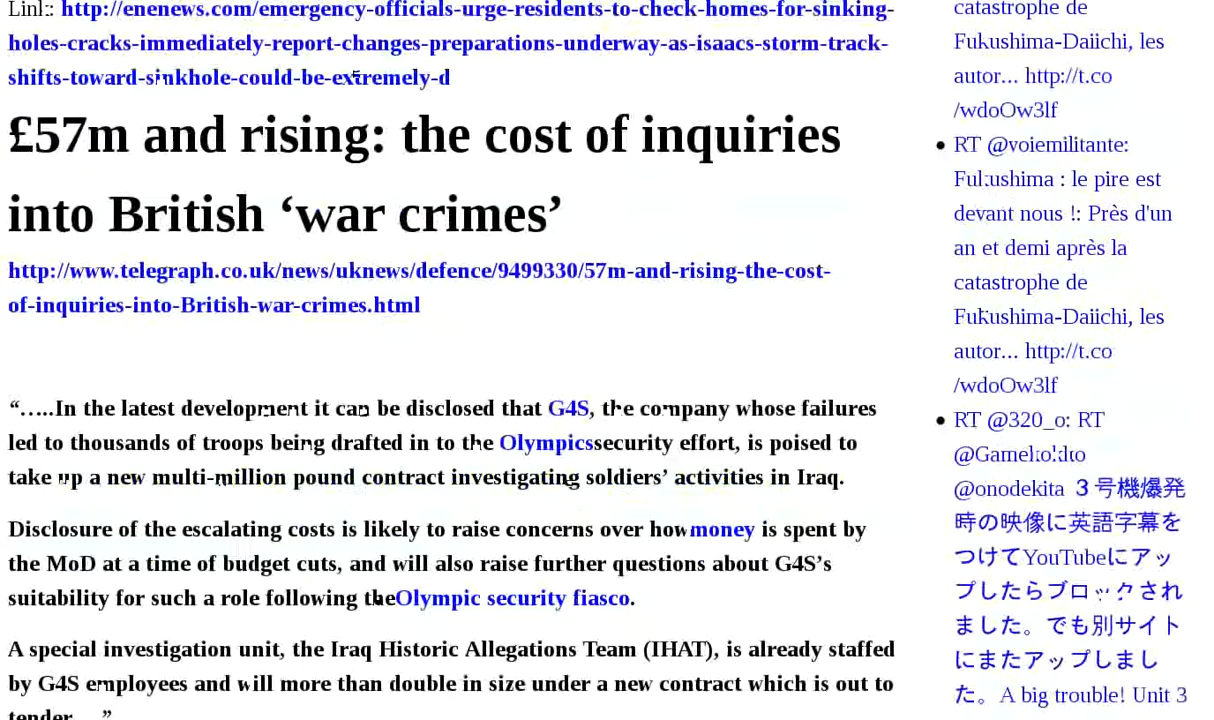 Link: http://enenews.com/emergency-officials-urge-residents-to-check-homes-for-sinking-
holes-cracks-immediately-report-changes-preparations-underway-as-isaacs-storm-track-
shifts-toward-sinkhole-could-be-extremely-d
£57m and rising: the cost of inquiries
into British ‘war crimes’
http://www.telegraph.co.uk/news/uknews/defence/9499330/57m-and-rising-the-cost-
of-inquiries-into-British-war-crimes.html
“…..In the latest development it can be disclosed that G4S, the company whose failures
led to thousands of troops being drafted in to the Olympicssecurity effort, is poised to
take up a new multi-million pound contract investigating soldiers’ activities in Iraq.
Disclosure of the escalating costs is likely to raise concerns over howmoney is spent by
the MoD at a time of budget cuts, and will also raise further questions about G4S’s
suitability for such a role following theOlympic security fiasco.
A special investigation unit, the Iraq Historic Allegations Team (IHAT), is already staffed
by G4S employees and will more than double in size under a new contract which is out to
tender….”
catastrophe de
Fukushima-Daiichi, les
autor... http://t.co
/wdoOw3lf
RT @voiemilitante:
Fukushima : le pire est
devant nous !: Près d'un
an et demi après la
catastrophe de
Fukushima-Daiichi, les
autor... http://t.co
/wdoOw3lf
RT @320_o: RT
@onodekita ３号機爆発
時の映像に英語字幕を
つけてYouTubeにアッ
プしたらブロックされ
ました。でも別サイト
にまたアップしまし
た。A big trouble! Unit 3